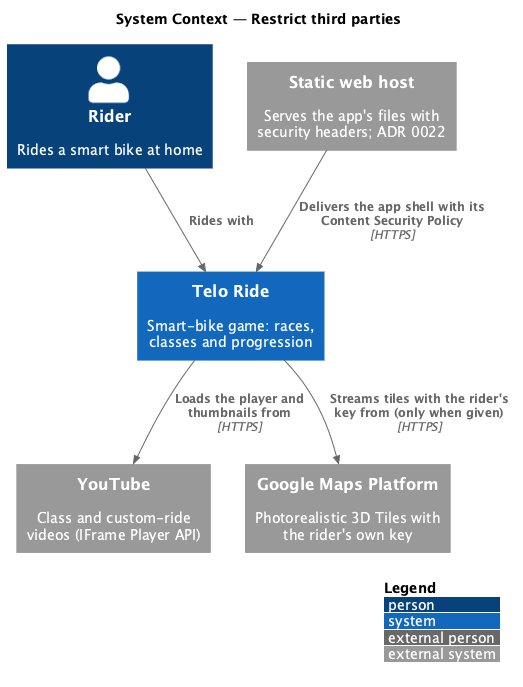 System Context — Restrict third parties
Rider
Rides a smart bike at home
Static web host
Serves the app's files with
security headers; ADR 0022
Rides with
Delivers the app shell with its
Content Security Policy
[HTTPS]
Telo Ride
Smart-bike game: races,
classes and progression
Loads the player and
thumbnails from
[HTTPS]
Streams tiles with the rider's
key from (only when given)
[HTTPS]
YouTube
Class and custom-ride
videos (IFrame Player API)
Google Maps Platform
Photorealistic 3D Tiles with
the rider's own key
Legend
person
system
external person
external system